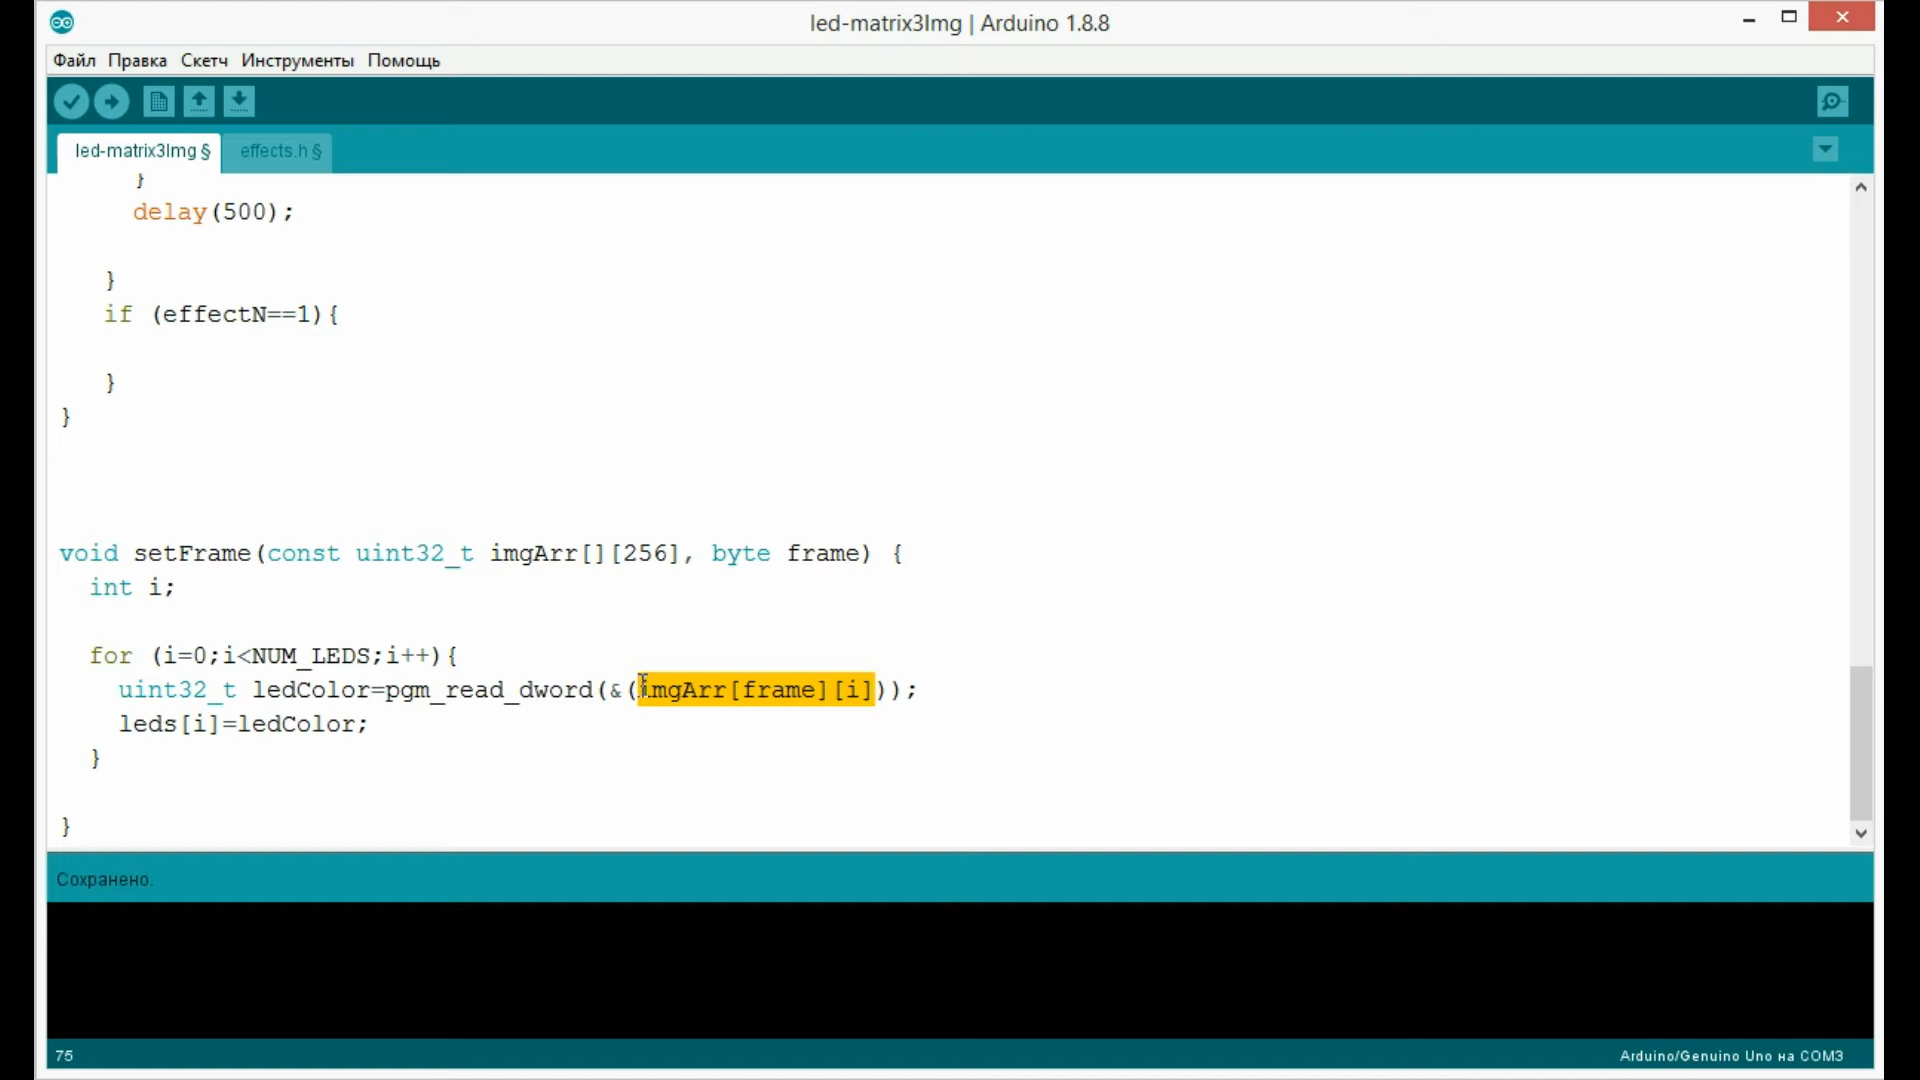 led-matrix3Img | Arduino 1.8.8
Файл Правка Скетч Инструменты Помощь
led-matrix3Img § effects.h §
}
delay(500);
}
if (effectN==1){
}
}
void setFrame(const uint32_t imgArr[][256], byte frame) {
int i;
for (i=0;i<NUM_LEDS;i++){
uint32_t ledColor=pgm_read_dword(&(imgArr[frame][i]));
leds[i]=ledColor;
}
}
Сохранено.
75
Arduino/Genuino Uno на COM3